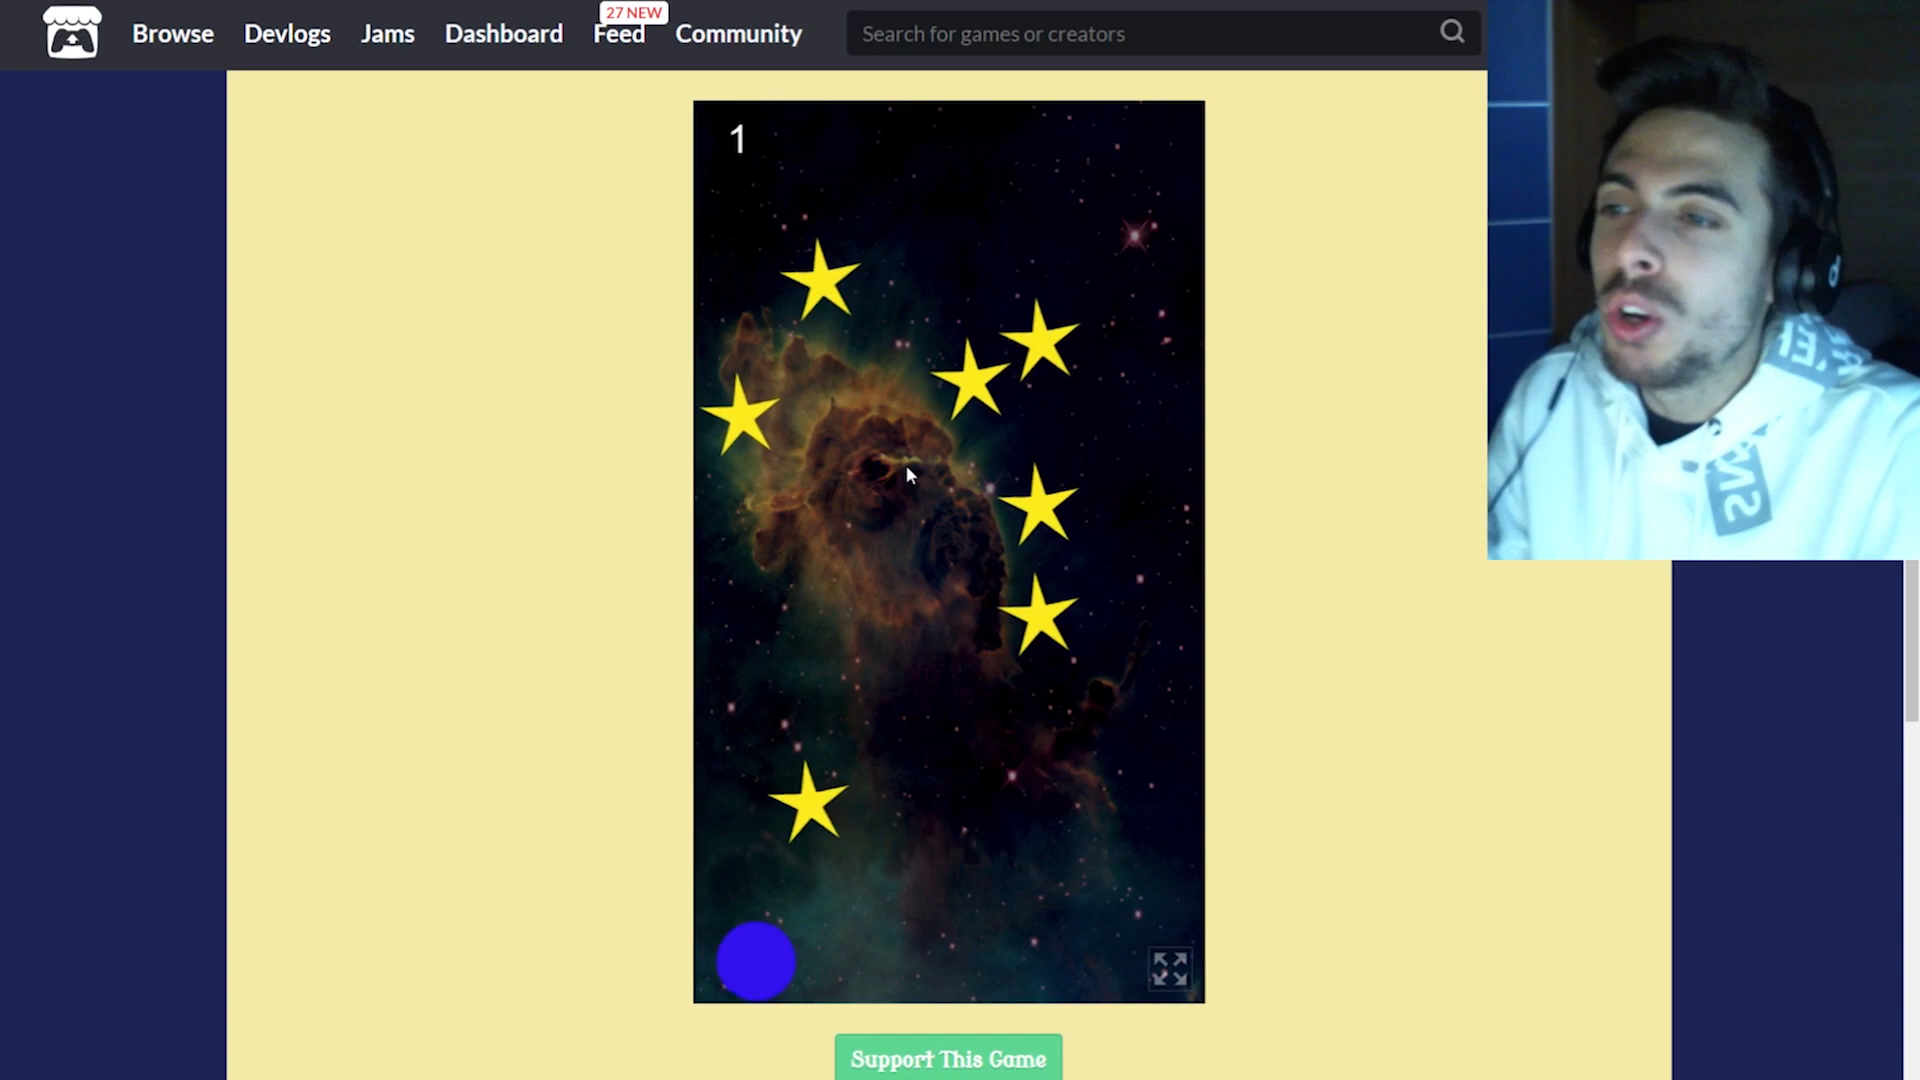 27 NEW
Browse Devlogs Jams Dashboard Feed Community Search for games or creators
1
Support This Game